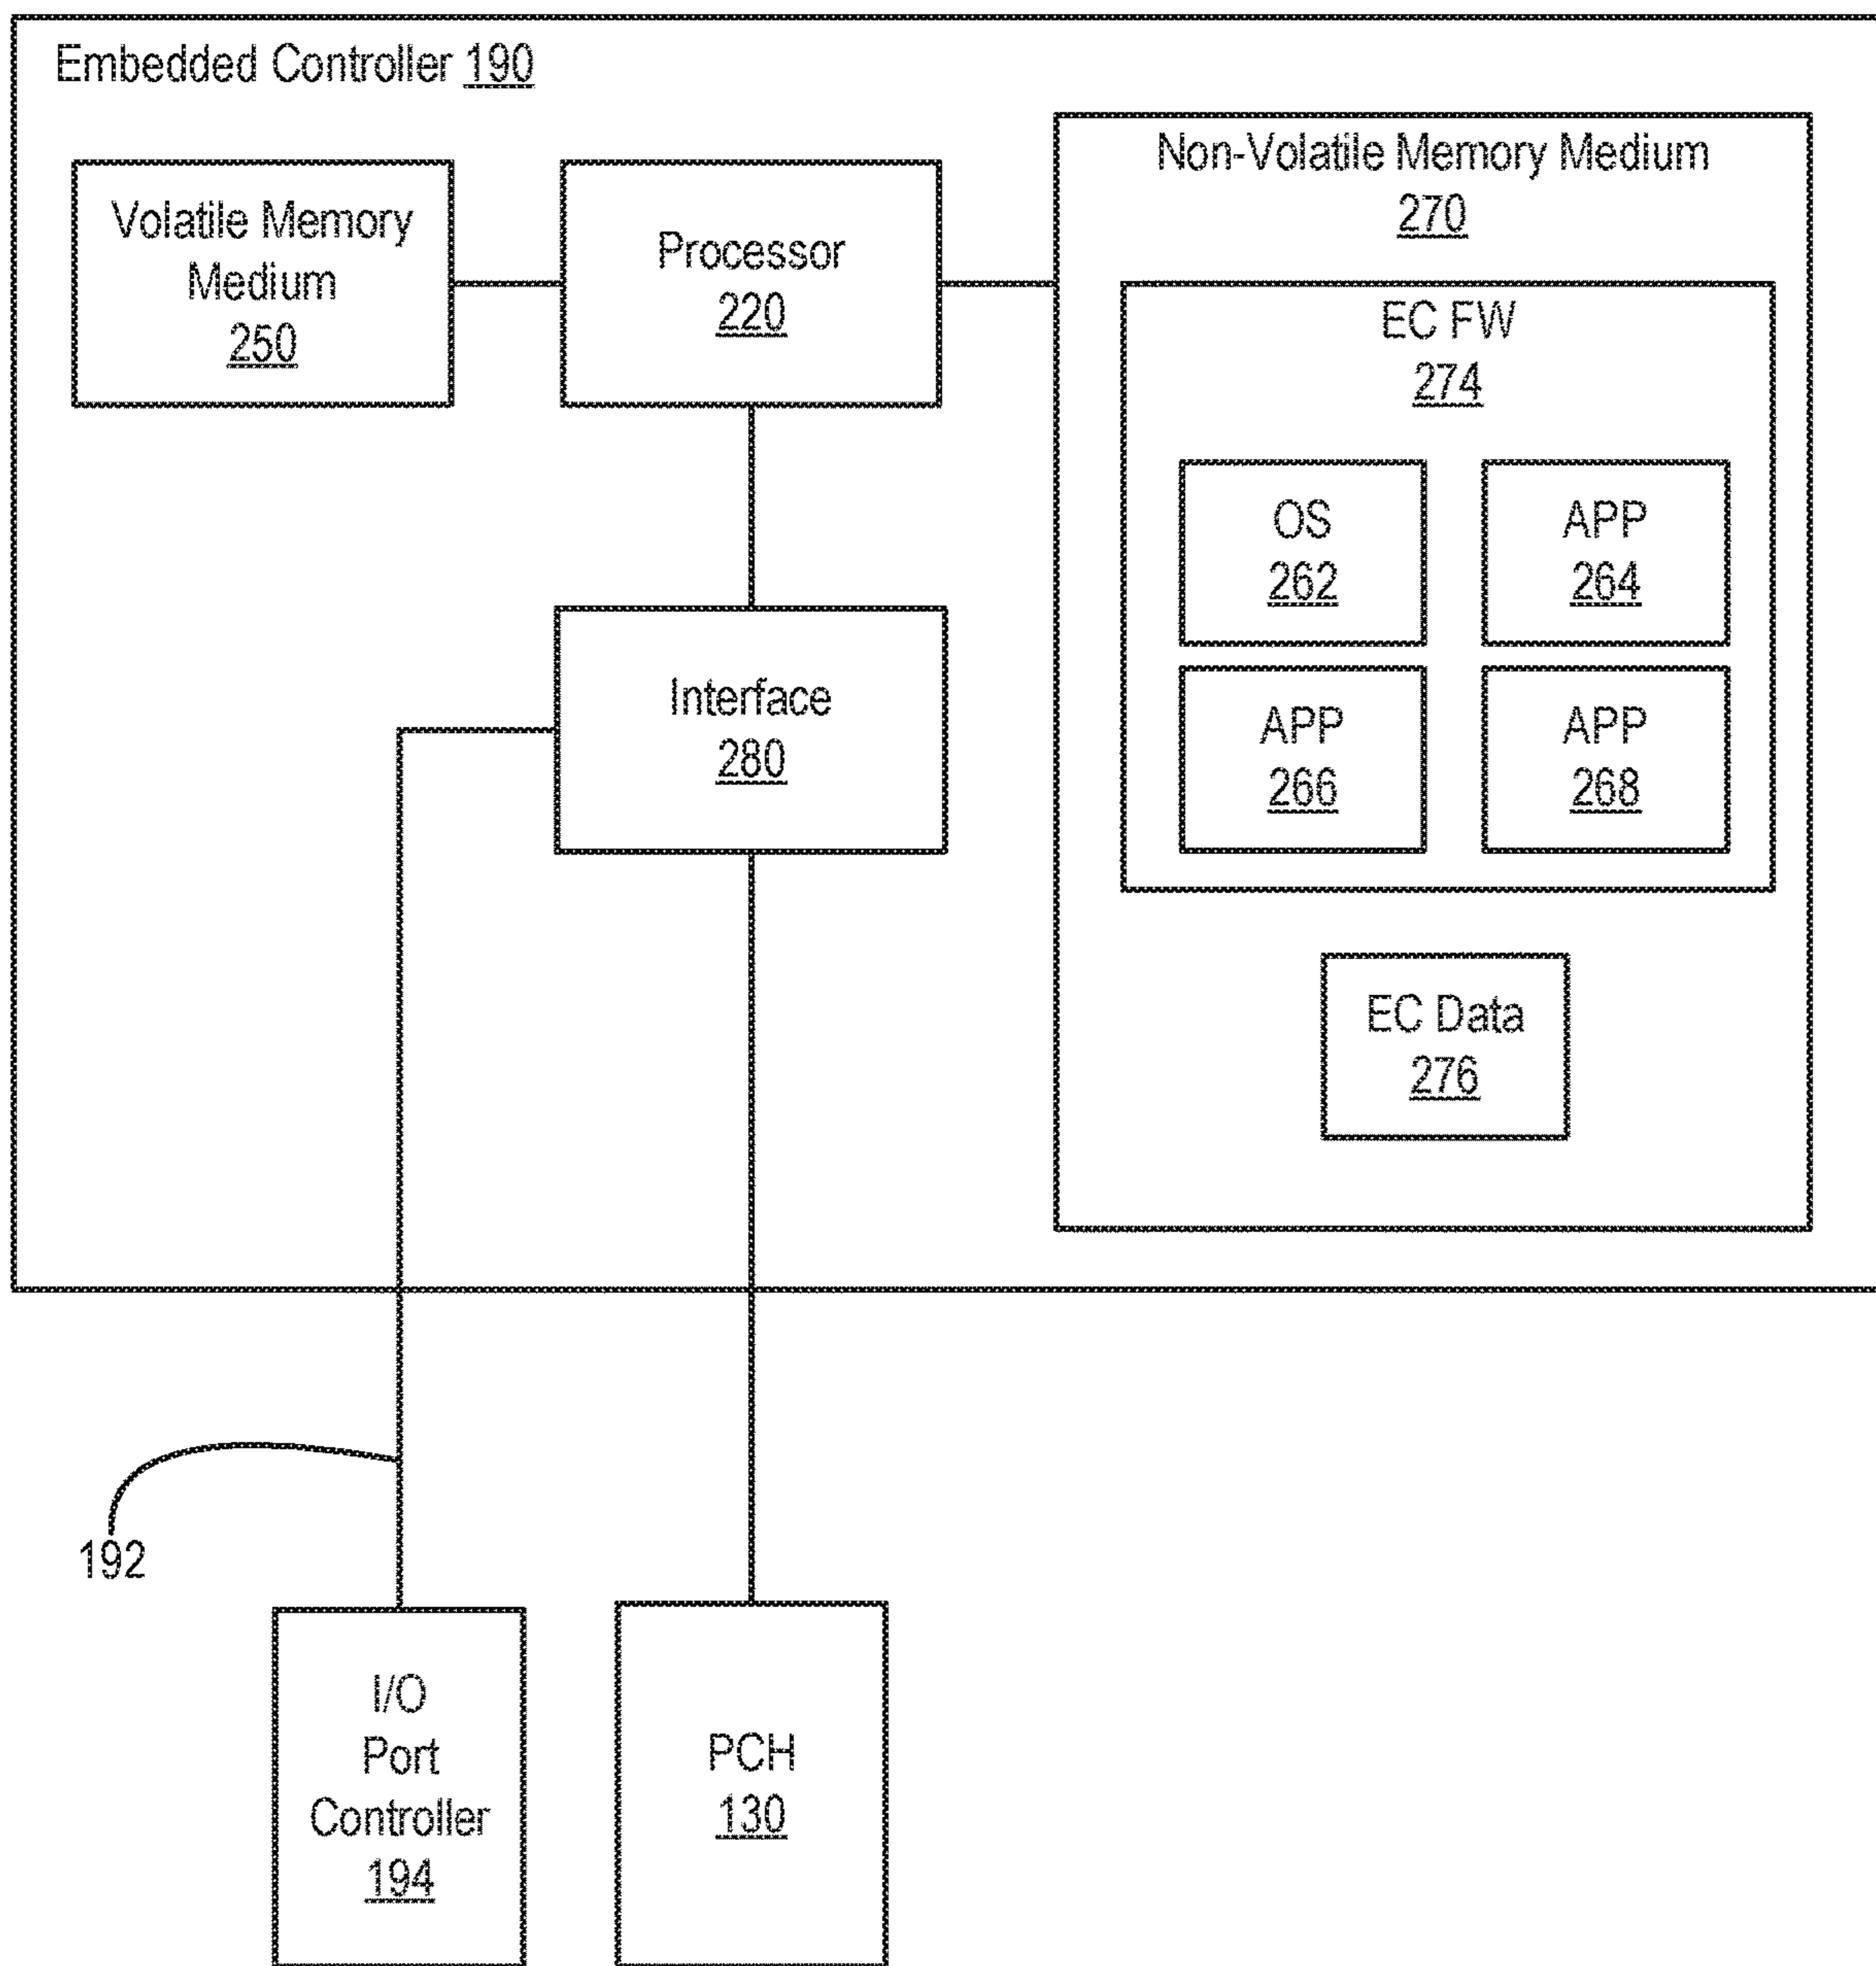 Embedded Controller 190
Volatile Memory
Medium
250
Processor
220
Non-Volatile Memory Medium
270
EC FW
274
OS
262
APP
264
APP
266
APP
268
EC Data
276
Interface
280
192
I/O
Port
Controller
194
PCH
130